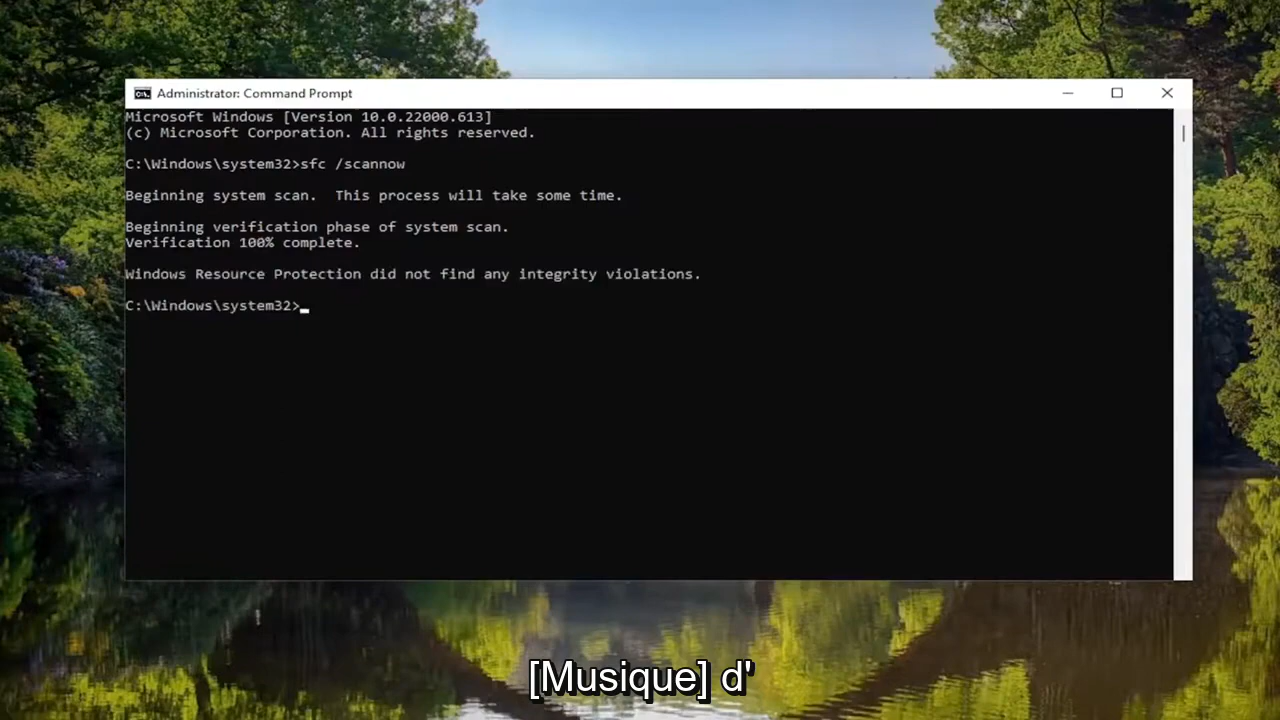 Administrator: Command Prompt
Microsoft Windows [Version 10.0.22000.613]
(c) Microsoft Corporation. All rights reserved.
C:\Windows\system32>sfc /scannow
Beginning system scan.  This process will take some time.
Beginning verification phase of system scan.
Verification 100% complete.
Windows Resource Protection did not find any integrity violations.
C:\Windows\system32>
[Musique] d'